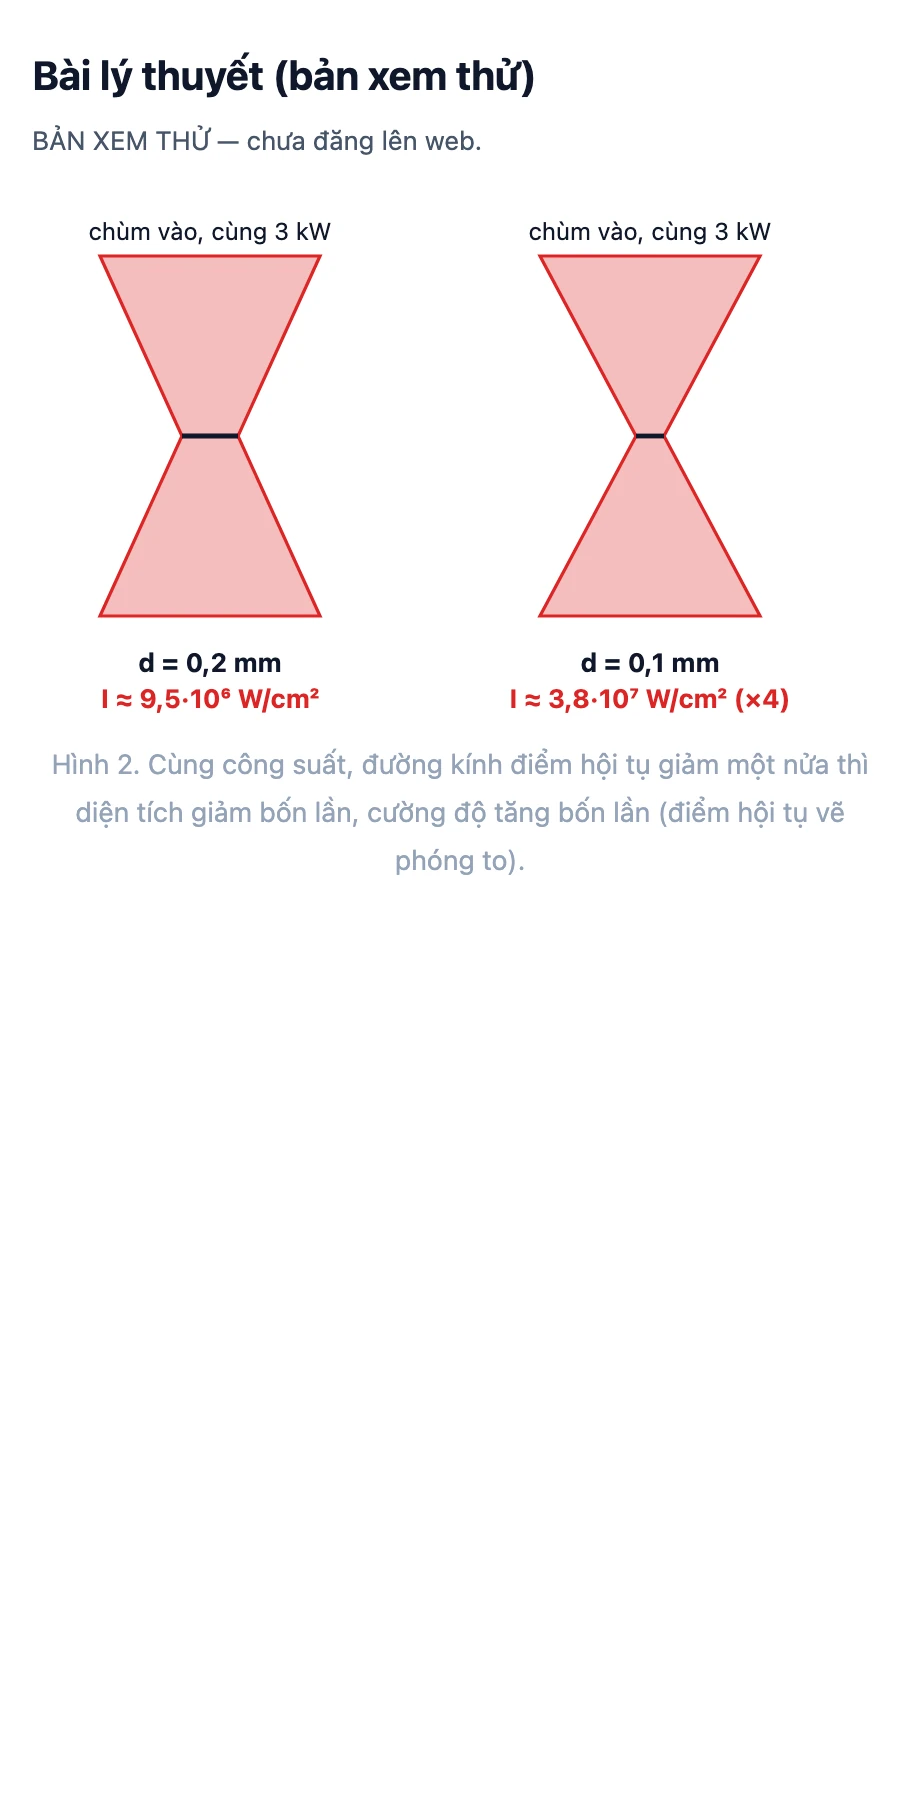 Bài lý thuyết (bản xem thử)
BẢN XEM THỬ — chưa đăng lên web.
chùm vào, cùng 3 kW
chùm vào, cùng 3 kW
d = 0,2 mm
I ≈ 9,5·10⁶ W/cm²
d = 0,1 mm
I ≈ 3,8·10⁷ W/cm² (×4)
Hình 2. Cùng công suất, đường kính điểm hội tụ giảm một nửa thì
diện tích giảm bốn lần, cường độ tăng bốn lần (điểm hội tụ vẽ
phóng to).